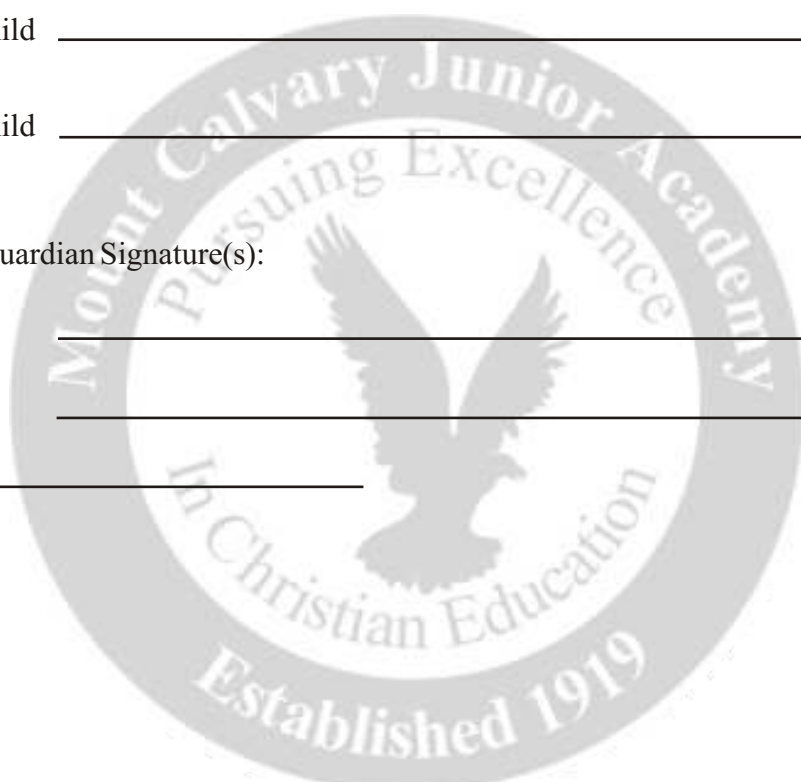 ild
ild
uardian Signature(s):
Mount Calvary Junior Academy
Pursuing Excellence
In Christian Education
Established 1919